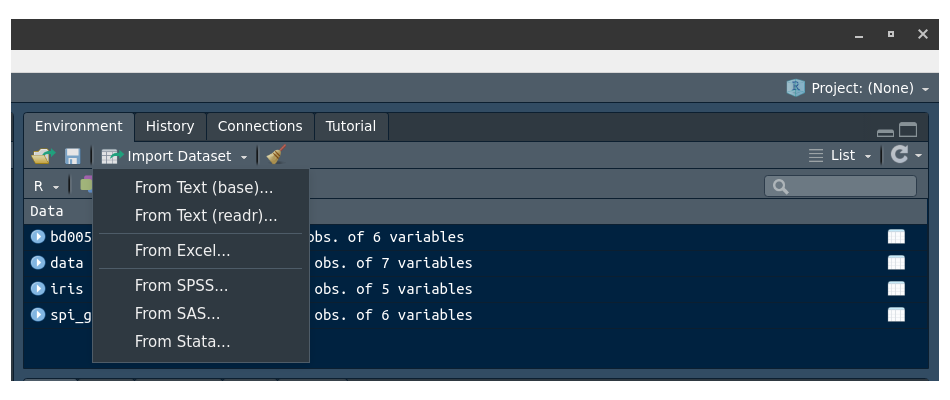 Project: (None)
Environment History Connections Tutorial
Import Dataset List
R
From Text (base)...
From Text (readr)...
From Excel...
From SPSS...
From SAS...
From Stata...
Data
bd005 obs. of 6 variables
data obs. of 7 variables
iris obs. of 5 variables
spi_g obs. of 6 variables